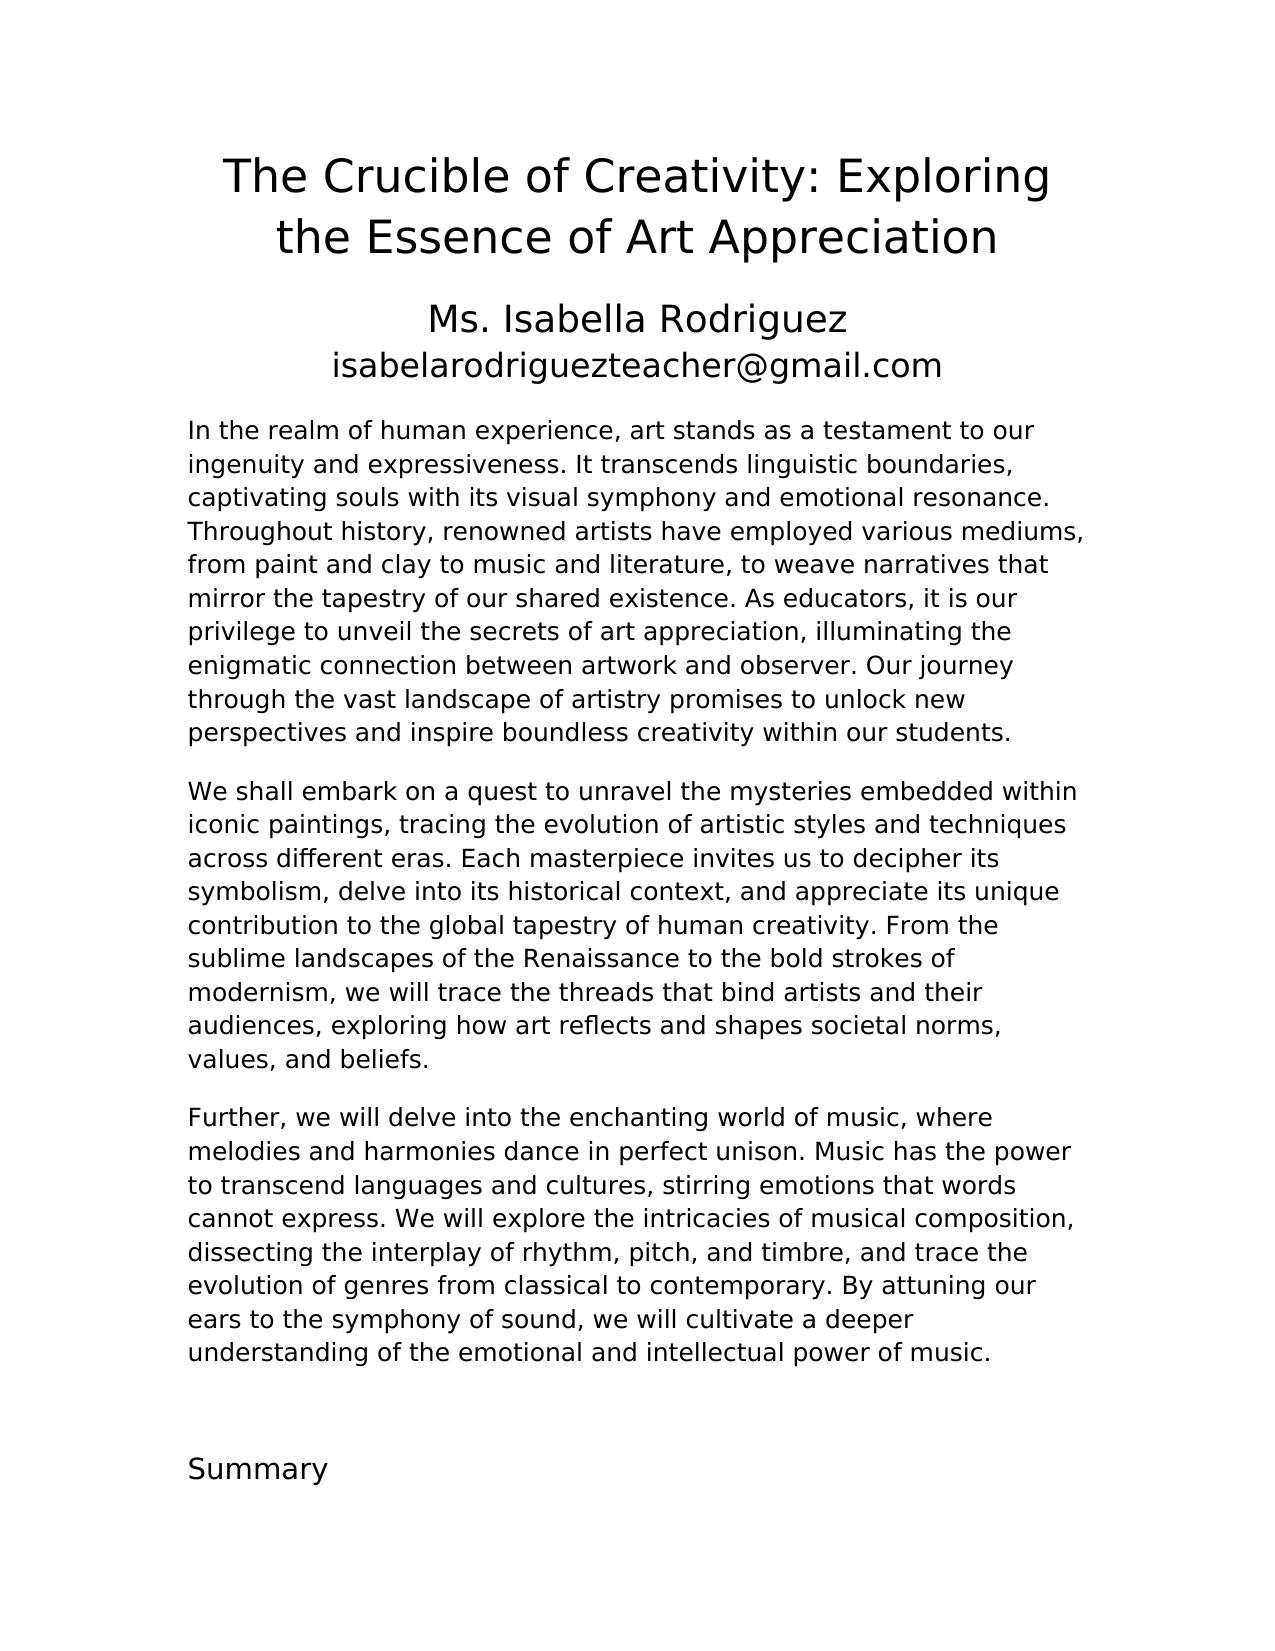 The Crucible of Creativity: Exploring
the Essence of Art Appreciation
Ms. Isabella Rodriguez
isabelarodriguezteacher@gmail.com
In the realm of human experience, art stands as a testament to our
ingenuity and expressiveness. It transcends linguistic boundaries,
captivating souls with its visual symphony and emotional resonance.
Throughout history, renowned artists have employed various mediums,
from paint and clay to music and literature, to weave narratives that
mirror the tapestry of our shared existence. As educators, it is our
privilege to unveil the secrets of art appreciation, illuminating the
enigmatic connection between artwork and observer. Our journey
through the vast landscape of artistry promises to unlock new
perspectives and inspire boundless creativity within our students.
We shall embark on a quest to unravel the mysteries embedded within
iconic paintings, tracing the evolution of artistic styles and techniques
across different eras. Each masterpiece invites us to decipher its
symbolism, delve into its historical context, and appreciate its unique
contribution to the global tapestry of human creativity. From the
sublime landscapes of the Renaissance to the bold strokes of
modernism, we will trace the threads that bind artists and their
audiences, exploring how art reflects and shapes societal norms,
values, and beliefs.
Further, we will delve into the enchanting world of music, where
melodies and harmonies dance in perfect unison. Music has the power
to transcend languages and cultures, stirring emotions that words
cannot express. We will explore the intricacies of musical composition,
dissecting the interplay of rhythm, pitch, and timbre, and trace the
evolution of genres from classical to contemporary. By attuning our
ears to the symphony of sound, we will cultivate a deeper
understanding of the emotional and intellectual power of music.
Summary